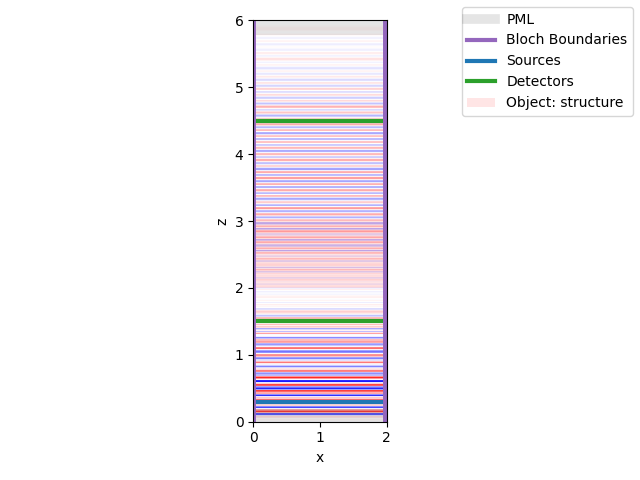 PML
Bloch Boundaries
Sources
Detectors
Object: structure
6
5
4
3
2
1
0
z
0 1 2
x